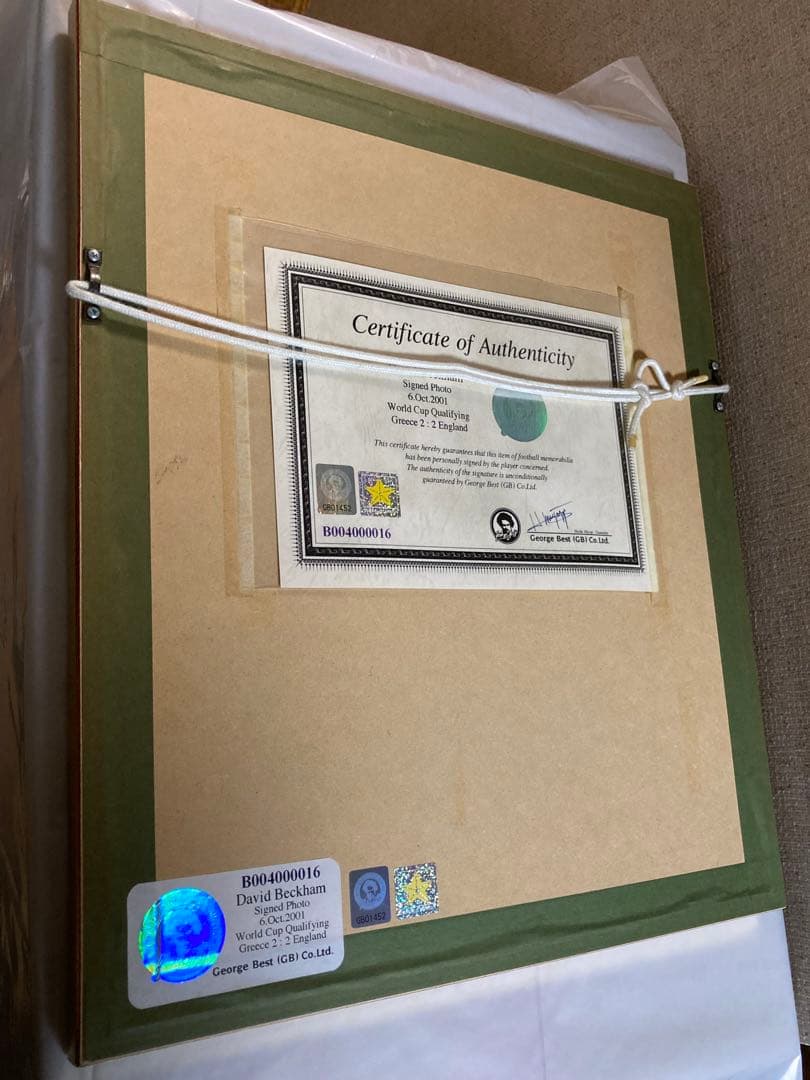 Certificate of Authenticity
Signed Photo
6.Oct.2001
World Cup Qualifying
Greece 2 : 2 England
This certificate hereby guarantees that this item of football memorabilia
has been personally signed by the player concerned.
The authenticity of the signature is unconditionally
guaranteed by George Best (GB) Co.Ltd.
GB01452
B004000016
George Best (GB) Co.Ltd.
B004000016
David Beckham
Signed Photo
6.Oct.2001
World Cup Qualifying
Greece 2 : 2 England
George Best (GB) Co.Ltd.
GB01452